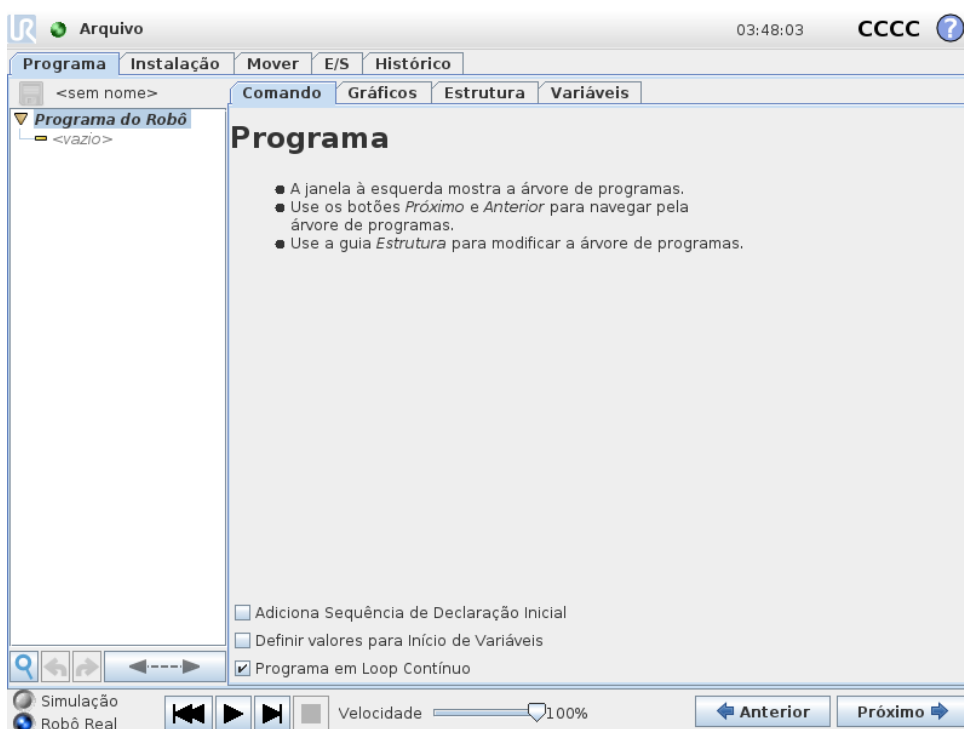 UR Arquivo 03:48:03 CCCC ?
Programa Instalação Mover E/S Histórico
<sem nome> Comando Gráficos Estrutura Variáveis
Programa do Robô
<vazio>
Programa
A janela à esquerda mostra a árvore de programas.
Use os botões Próximo e Anterior para navegar pela
árvore de programas.
Use a guia Estrutura para modificar a árvore de programas.
Adiciona Sequência de Declaração Inicial
Definir valores para Início de Variáveis
Programa em Loop Contínuo
Simulação
Robô Real
Velocidade 100% Anterior Próximo